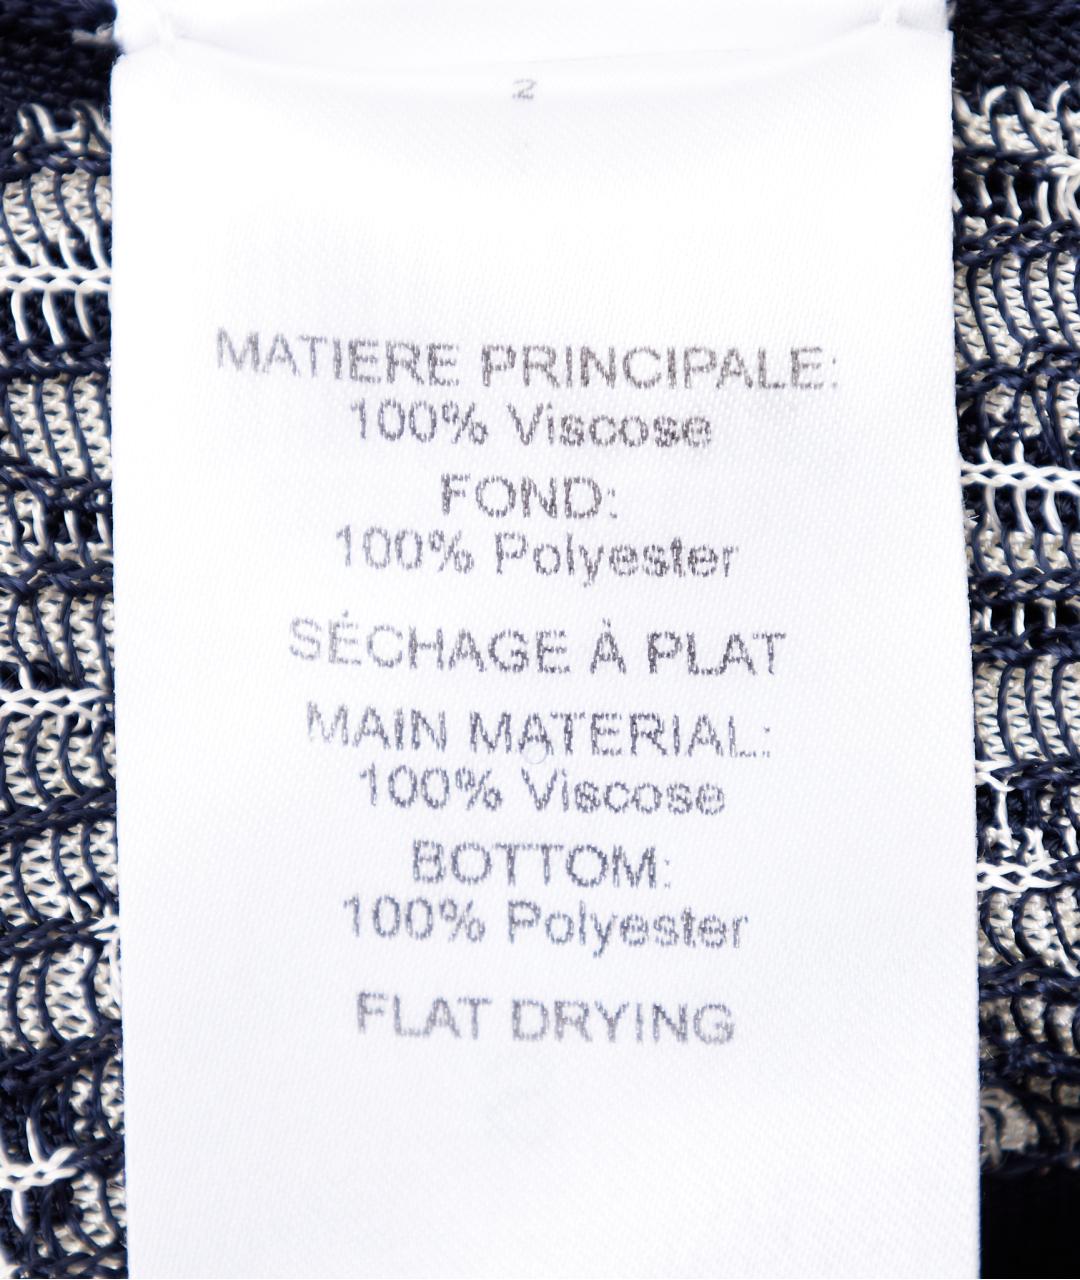 2
MATIERE PRINCIPALE:
100% Viscose
FOND:
100% Polyester
SÉCHAGE À PLAT
MAIN MATERIAL:
100% Viscose
BOTTOM:
100% Polyester
FLAT DRYING